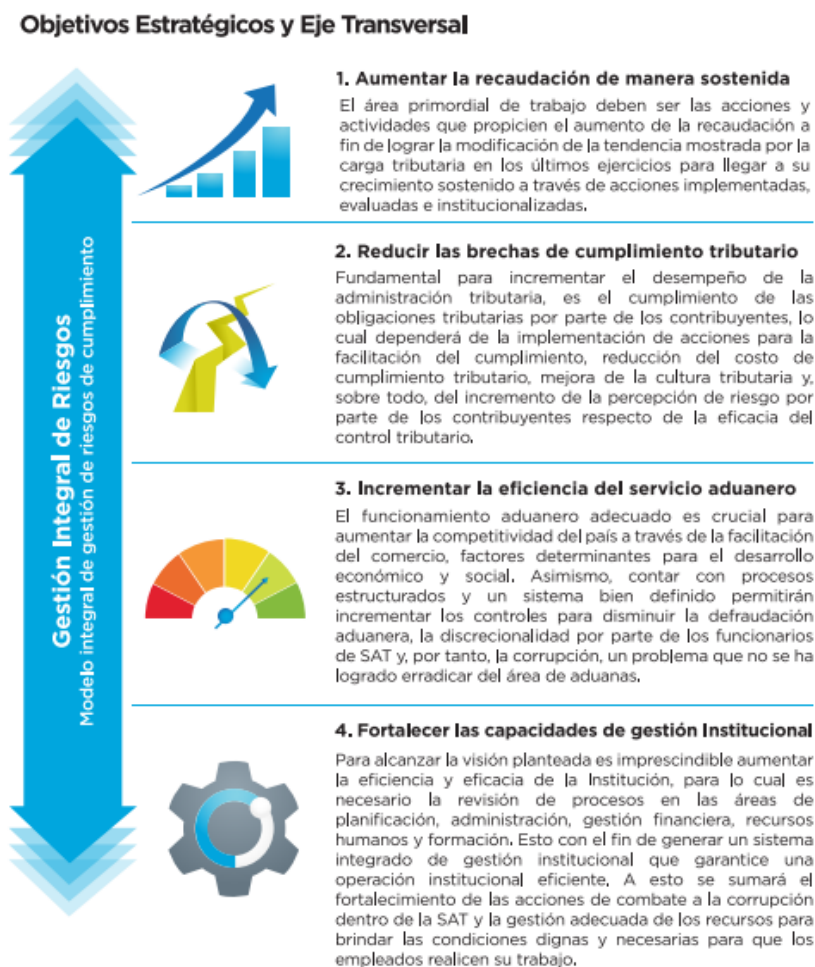 Objetivos Estratégicos y Eje Transversal
Gestión Integral de Riesgos
Modelo integral de gestión de riesgos de cumplimiento
1. Aumentar la recaudación de manera sostenida
El área primordial de trabajo deben ser las acciones y
actividades que propicien el aumento de la recaudación a
fin de lograr la modificación de la tendencia mostrada por la
carga tributaria en los últimos ejercicios para llegar a su
crecimiento sostenido a través de acciones implementadas,
evaluadas e institucionalizadas.
2. Reducir las brechas de cumplimiento tributario
Fundamental para incrementar el desempeño de la
administración tributaria, es el cumplimiento de las
obligaciones tributarias por parte de los contribuyentes, lo
cual dependerá de la implementación de acciones para la
facilitación del cumplimiento, reducción del costo de
cumplimiento tributario, mejora de la cultura tributaria y,
sobre todo, del incremento de la percepción de riesgo por
parte de los contribuyentes respecto de la eficacia del
control tributario.
3. Incrementar la eficiencia del servicio aduanero
El funcionamiento aduanero adecuado es crucial para
aumentar la competitividad del país a través de la facilitación
del comercio, factores determinantes para el desarrollo
económico y social. Asimismo, contar con procesos
estructurados y un sistema bien definido permitirán
incrementar los controles para disminuir la defraudación
aduanera, la discrecionalidad por parte de los funcionarios
de SAT y, por tanto, la corrupción, un problema que no se ha
logrado erradicar del área de aduanas.
4. Fortalecer las capacidades de gestión Institucional
Para alcanzar la visión planteada es imprescindible aumentar
la eficiencia y eficacia de la Institución, para lo cual es
necesario la revisión de procesos en las áreas de
planificación, administración, gestión financiera, recursos
humanos y formación. Esto con el fin de generar un sistema
integrado de gestión institucional que garantice una
operación institucional eficiente. A esto se sumará el
fortalecimiento de las acciones de combate a la corrupción
dentro de la SAT y la gestión adecuada de los recursos para
brindar las condiciones dignas y necesarias para que los
empleados realicen su trabajo.